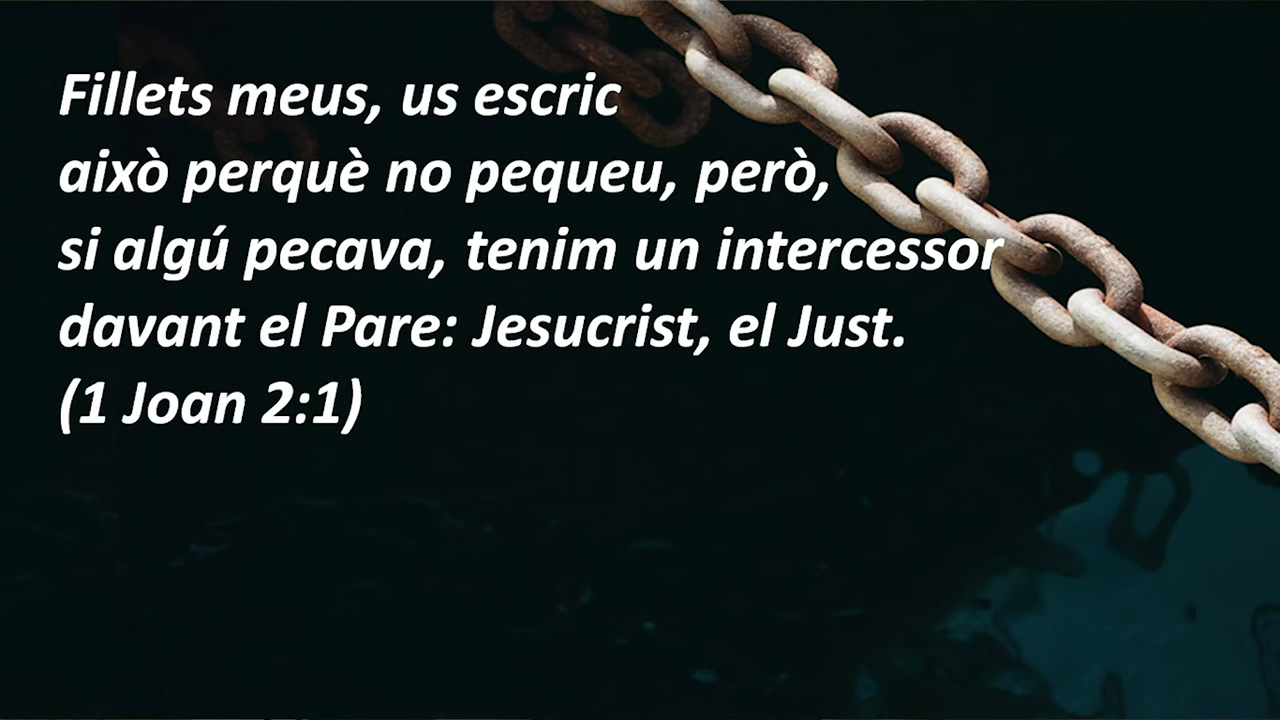 Fillets meus, us escric
això perquè no pequeu, però,
si algú pecava, tenim un intercessor
davant el Pare: Jesucrist, el Just.
(1 Joan 2:1)